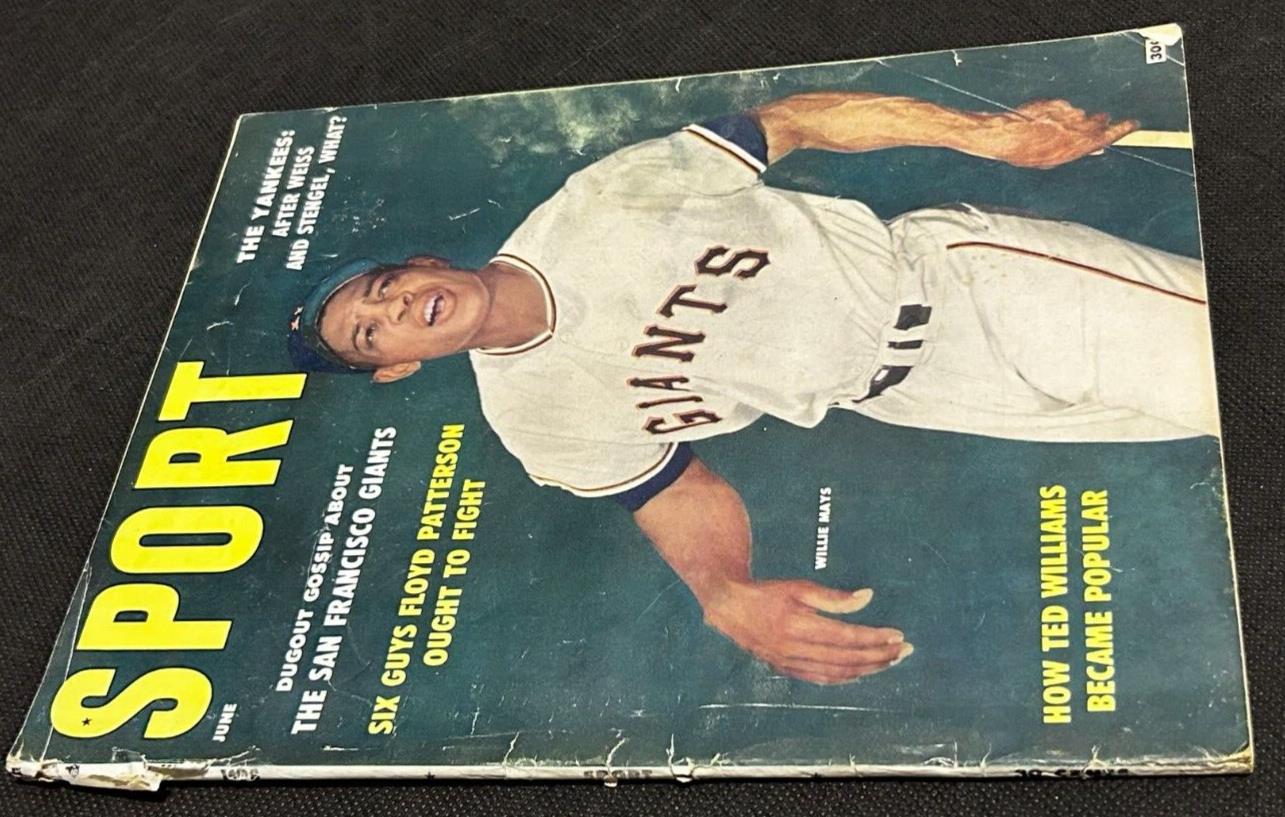 SPORT
JUNE
30¢
THE YANKEES:
AFTER WEISS
AND STENGEL, WHAT?
DUGOUT GOSSIP ABOUT
THE SAN FRANCISCO GIANTS
SIX GUYS FLOYD PATTERSON
OUGHT TO FIGHT
GIANTS
WILLIE MAYS
HOW TED WILLIAMS
BECAME POPULAR
SPORT